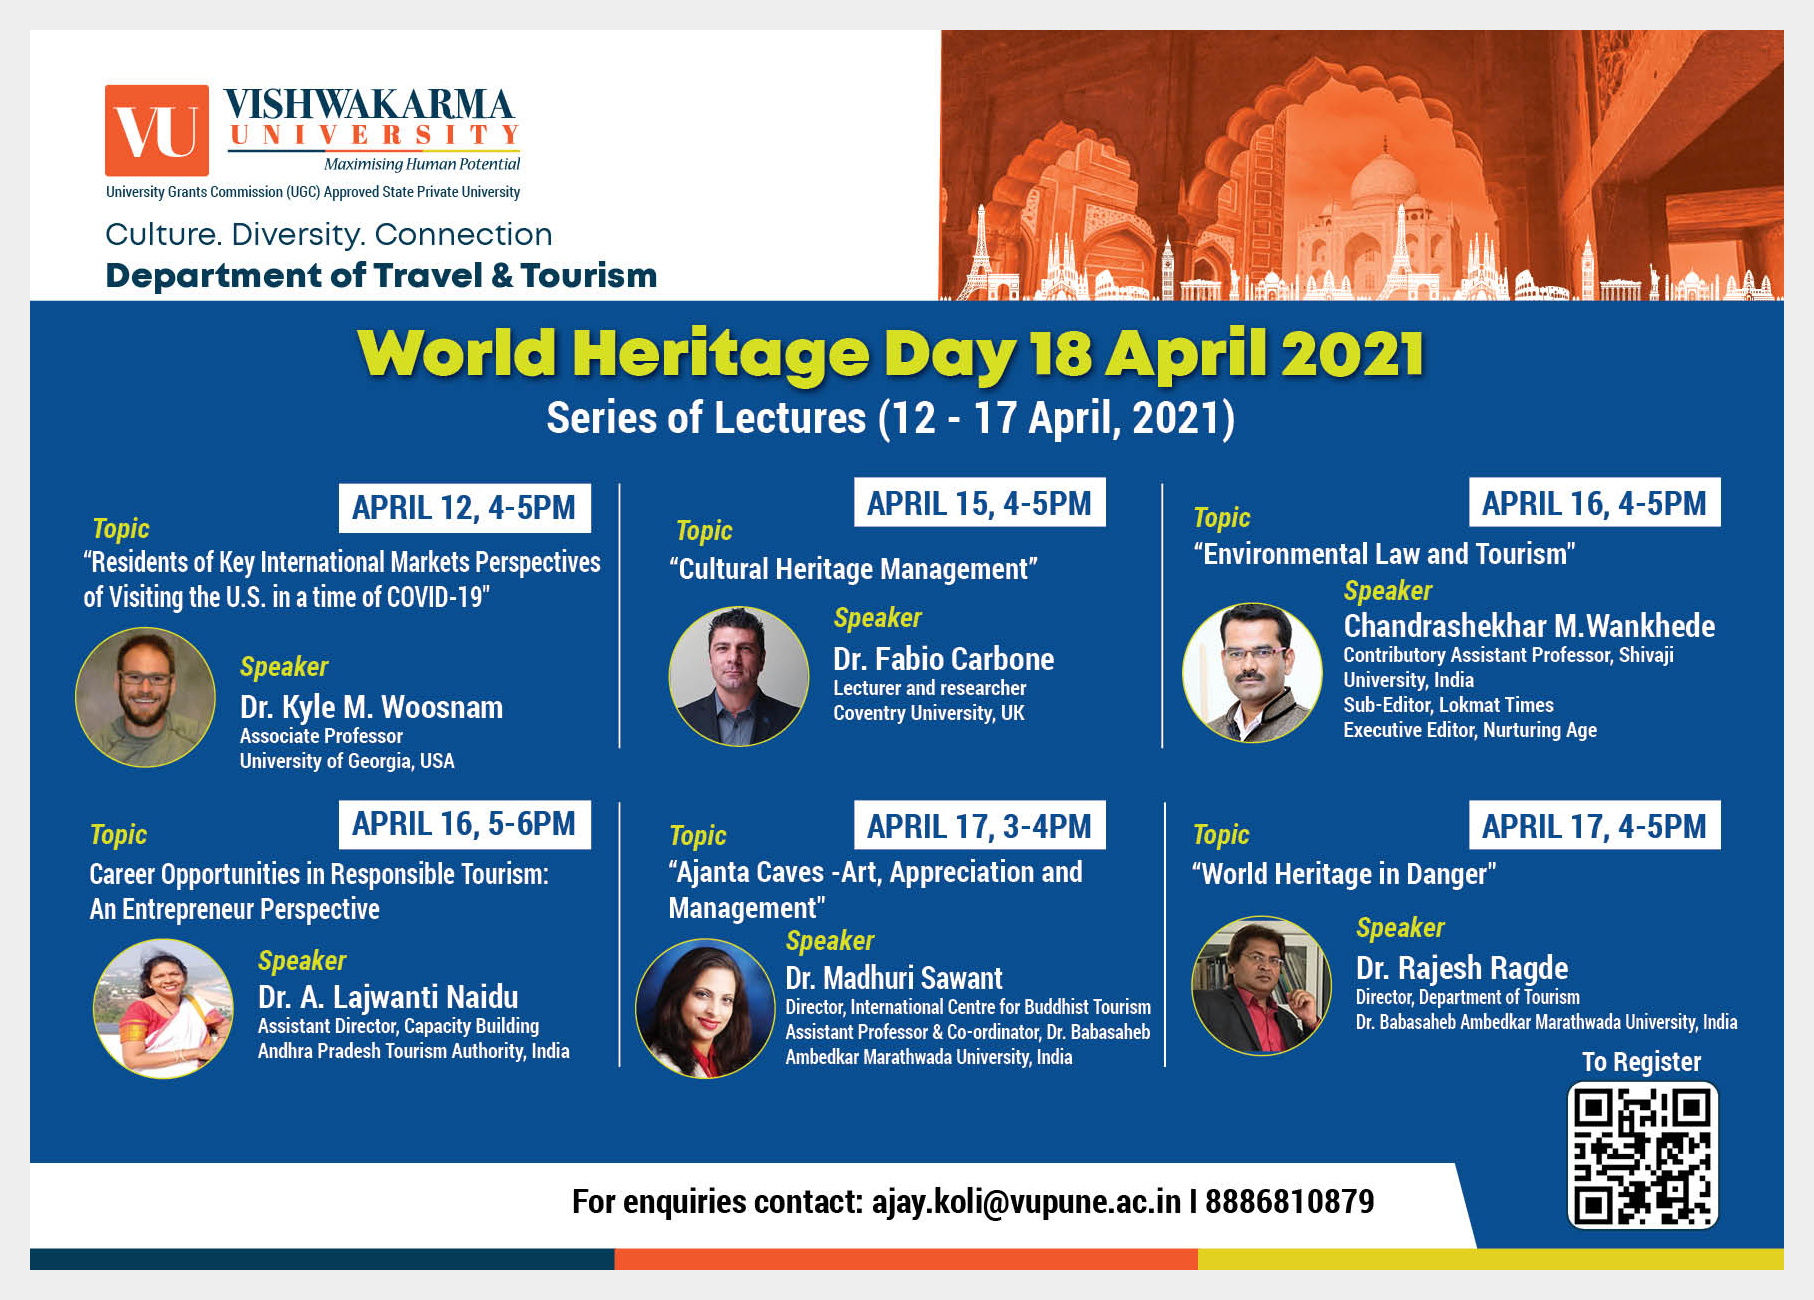 VU
VISHWAKARMA
UNIVERSITY
Maximising Human Potential
University Grants Commission (UGC) Approved State Private University
Culture. Diversity. Connection
Department of Travel & Tourism
World Heritage Day 18 April 2021
Series of Lectures (12 - 17 April, 2021)
APRIL 12, 4-5PM
Topic
“Residents of Key International Markets Perspectives
of Visiting the U.S. in a time of COVID-19"
Speaker
Dr. Kyle M. Woosnam
Associate Professor
University of Georgia, USA
APRIL 15, 4-5PM
Topic
“Cultural Heritage Management”
Speaker
Dr. Fabio Carbone
Lecturer and researcher
Coventry University, UK
APRIL 16, 4-5PM
Topic
“Environmental Law and Tourism"
Speaker
Chandrashekhar M.Wankhede
Contributory Assistant Professor, Shivaji
University, India
Sub-Editor, Lokmat Times
Executive Editor, Nurturing Age
APRIL 16, 5-6PM
Topic
Career Opportunities in Responsible Tourism:
An Entrepreneur Perspective
Speaker
Dr. A. Lajwanti Naidu
Assistant Director, Capacity Building
Andhra Pradesh Tourism Authority, India
APRIL 17, 3-4PM
Topic
“Ajanta Caves -Art, Appreciation and
Management"
Speaker
Dr. Madhuri Sawant
Director, International Centre for Buddhist Tourism
Assistant Professor & Co-ordinator, Dr. Babasaheb
Ambedkar Marathwada University, India
APRIL 17, 4-5PM
Topic
“World Heritage in Danger"
Speaker
Dr. Rajesh Ragde
Director, Department of Tourism
Dr. Babasaheb Ambedkar Marathwada University, India
To Register
For enquiries contact: ajay.koli@vupune.ac.in I 8886810879